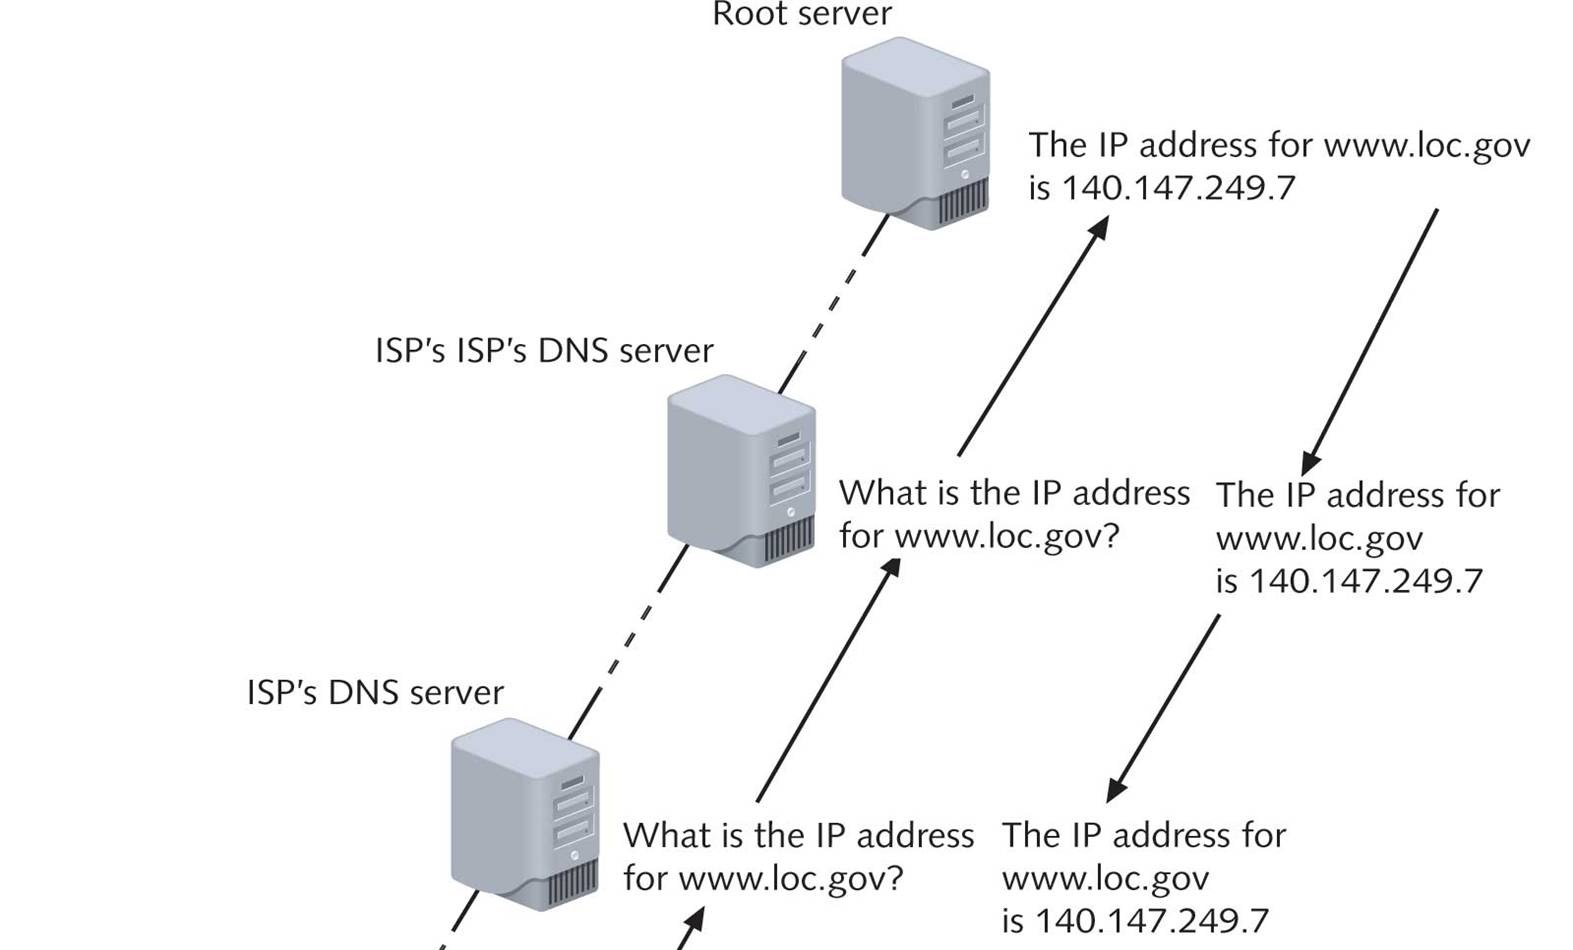 Root server
The IP address for www.loc.gov
is 140.147.249.7
ISP's ISP's DNS server
What is the IP address
for www.loc.gov?
The IP address for
www.loc.gov
is 140.147.249.7
ISP's DNS server
What is the IP address
for www.loc.gov?
The IP address for
www.loc.gov
is 140.147.249.7